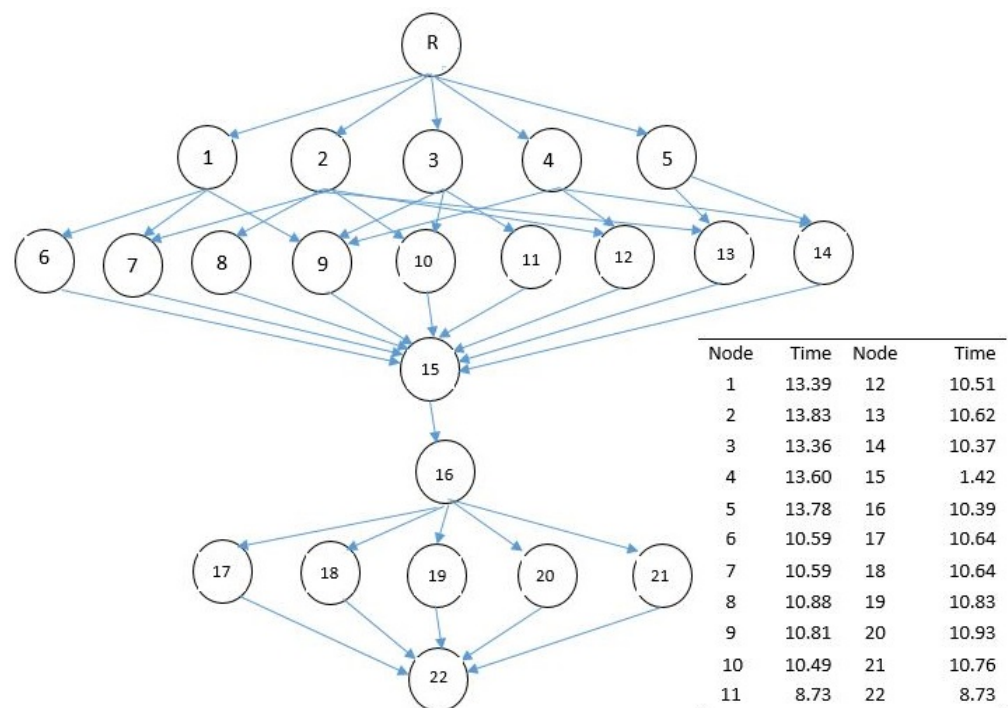 R
1 2 3 4 5
6 7 8 9 10 11 12 13 14
15
16
17 18 19 20 21
22
Node Time Node Time
1 13.39 12 10.51
2 13.83 13 10.62
3 13.36 14 10.37
4 13.60 15 1.42
5 13.78 16 10.39
6 10.59 17 10.64
7 10.59 18 10.64
8 10.88 19 10.83
9 10.81 20 10.93
10 10.49 21 10.76
11 8.73 22 8.73